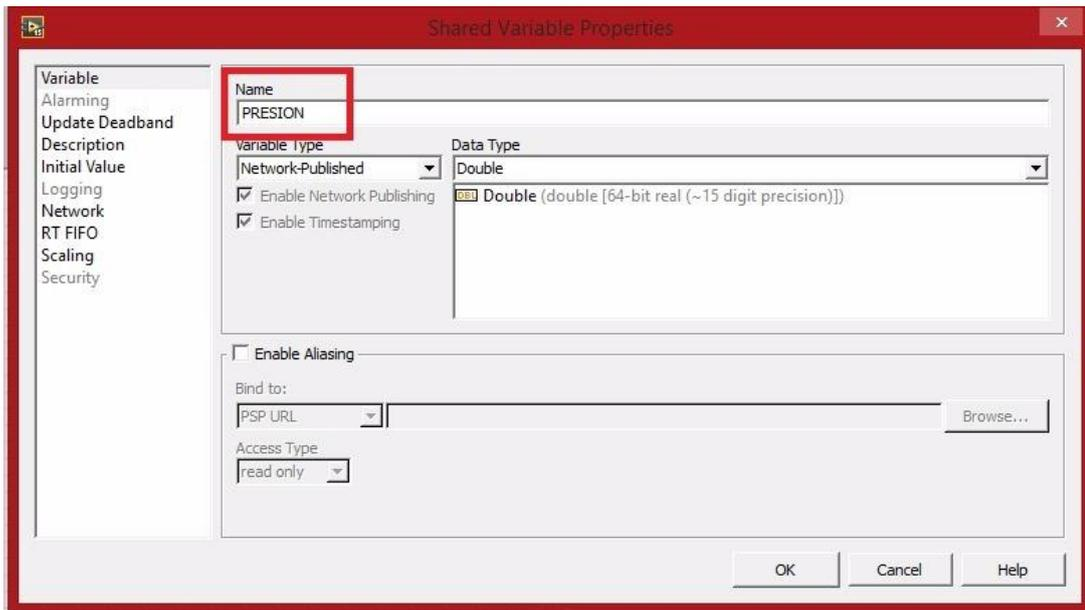 Shared Variable Properties
Variable
Alarming
Update Deadband
Description
Initial Value
Logging
Network
RT FIFO
Scaling
Security
Name
PRESION
Variable Type
Data Type
Network-Published
Double
Enable Network Publishing
DBL Double (double [64-bit real (~15 digit precision)])
Enable Timestamping
Enable Aliasing
Bind to:
PSP URL
Browse...
Access Type
read only
OK
Cancel
Help